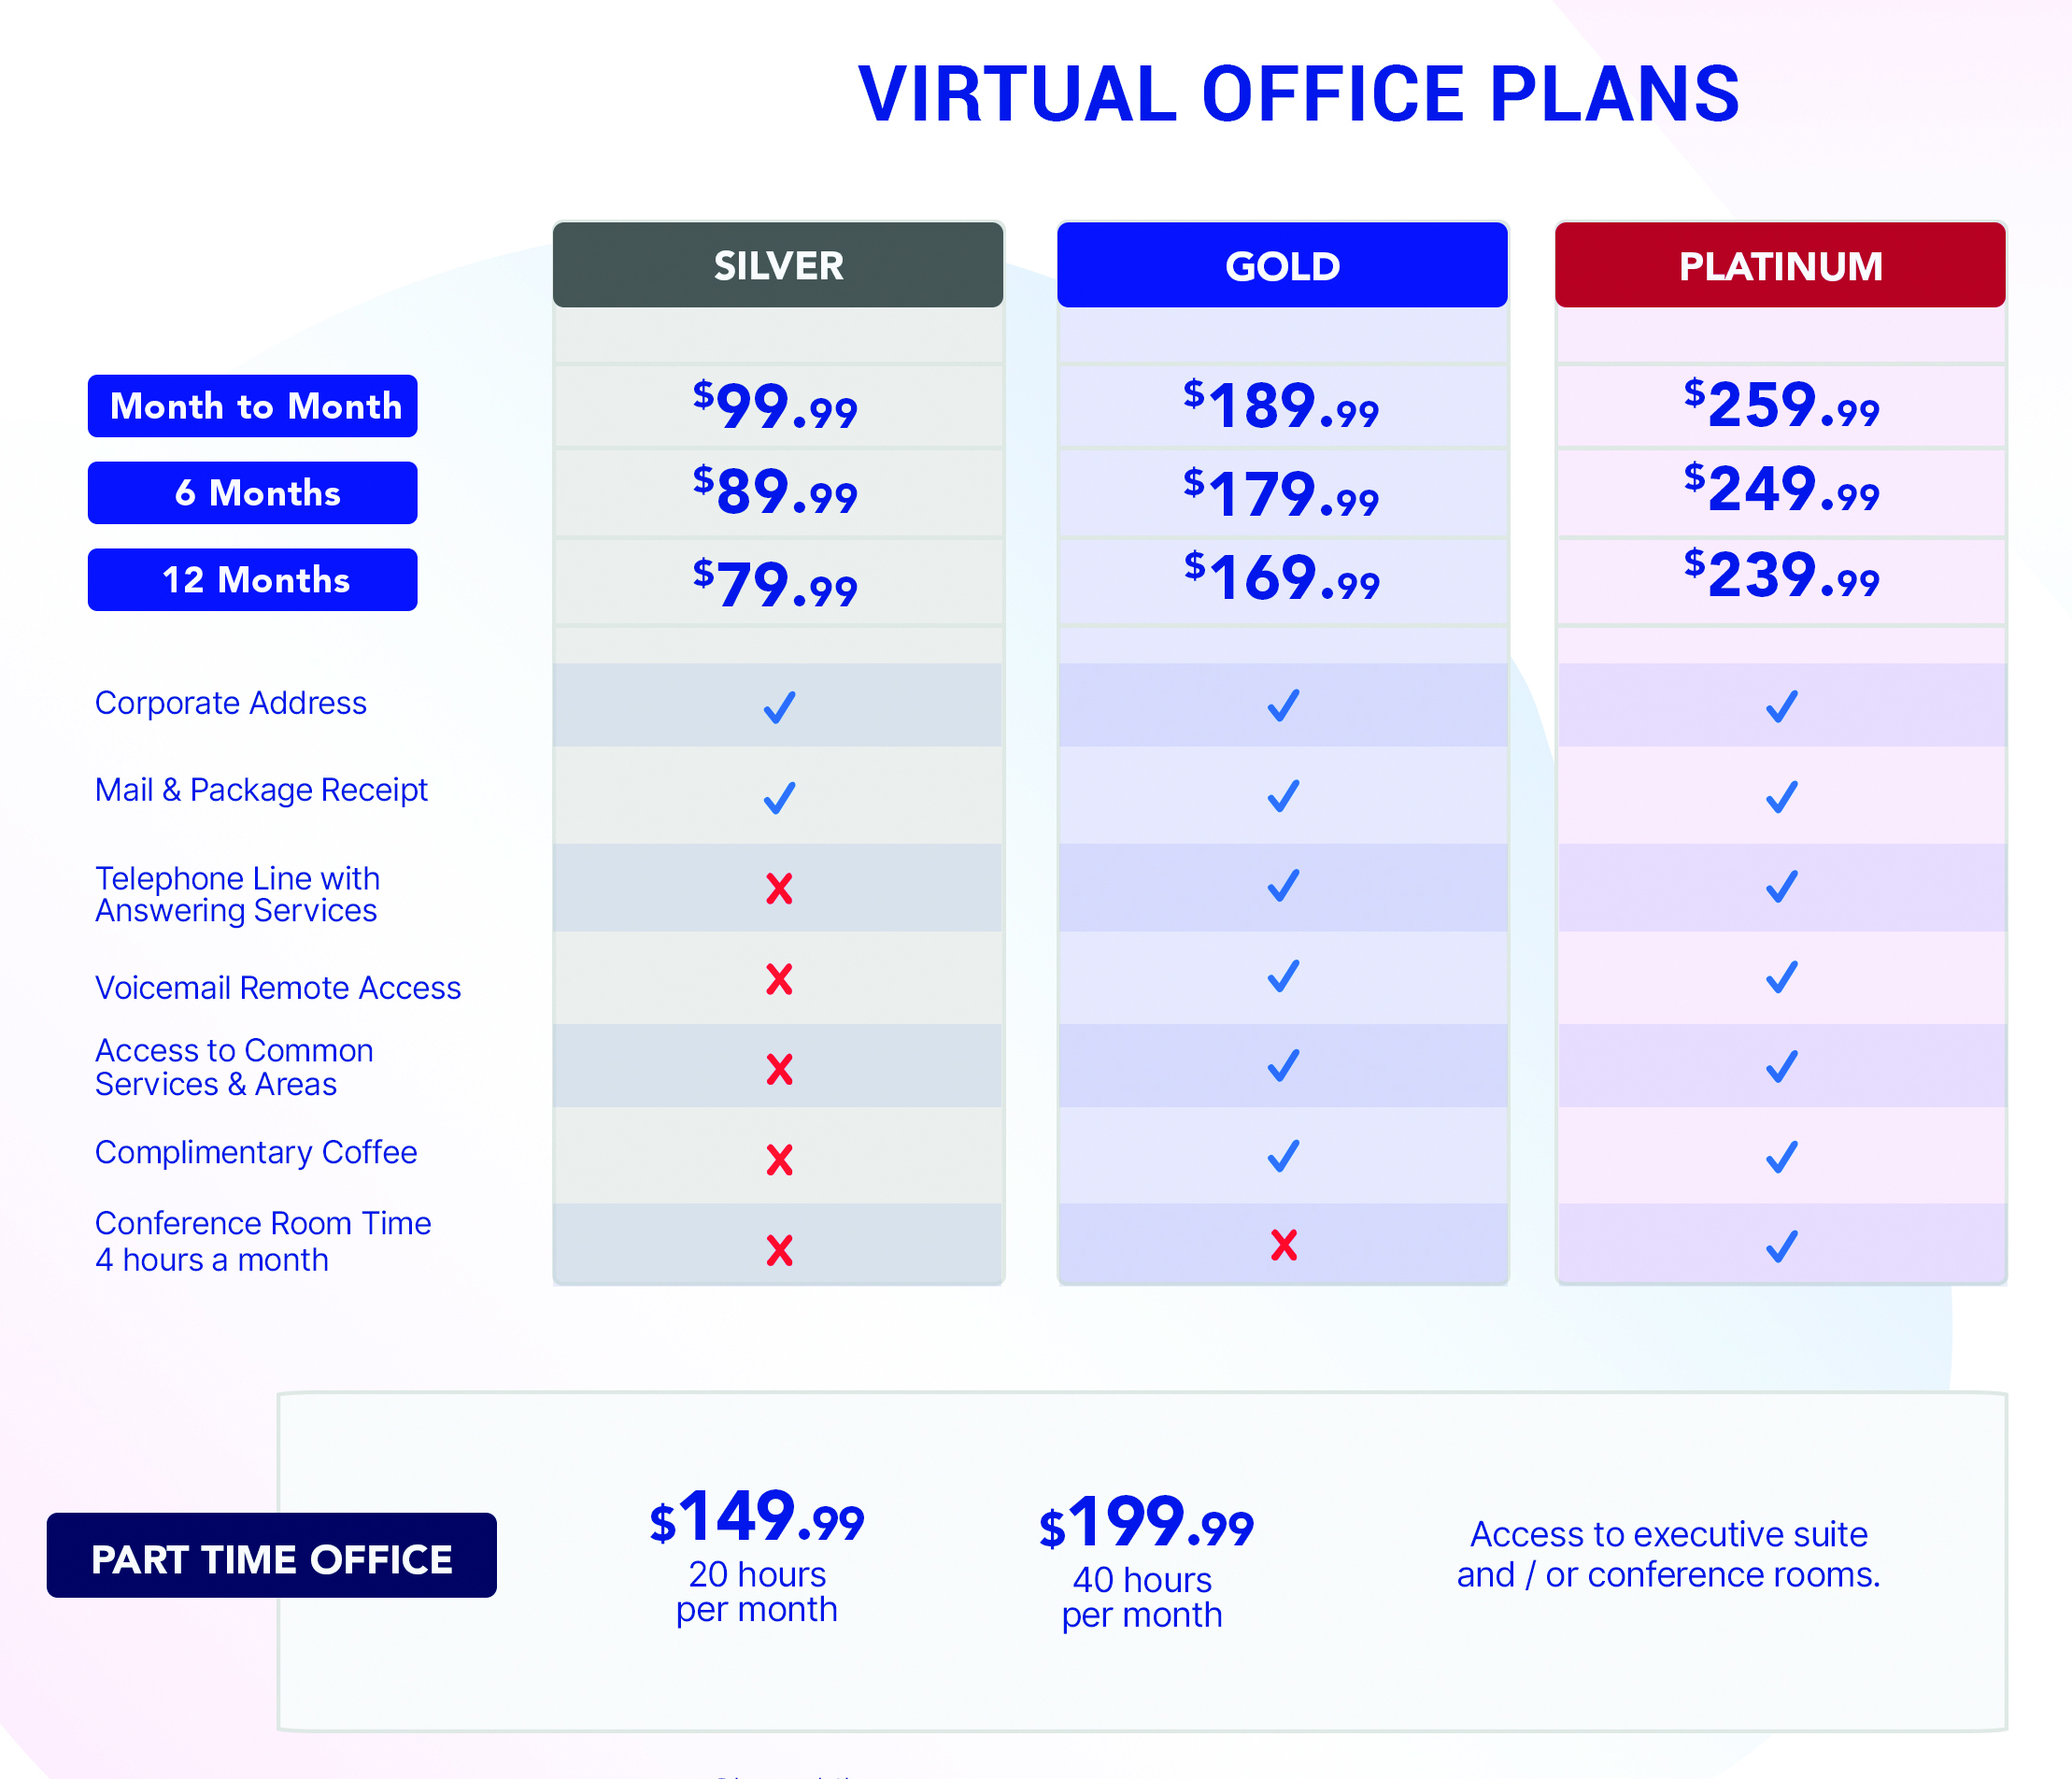 VIRTUAL OFFICE PLANS
SILVER GOLD PLATINUM
Month to Month $99.99 $189.99 $259.99
6 Months $89.99 $179.99 $249.99
12 Months $79.99 $169.99 $239.99
Corporate Address ✓ ✓ ✓
Mail & Package Receipt ✓ ✓ ✓
Telephone Line with
Answering Services X ✓ ✓
Voicemail Remote Access X ✓ ✓
Access to Common
Services & Areas X ✓ ✓
Complimentary Coffee X ✓ ✓
Conference Room Time
4 hours a month X X ✓
PART TIME OFFICE
$149.99
20 hours
per month
$199.99
40 hours
per month
Access to executive suite
and / or conference rooms.